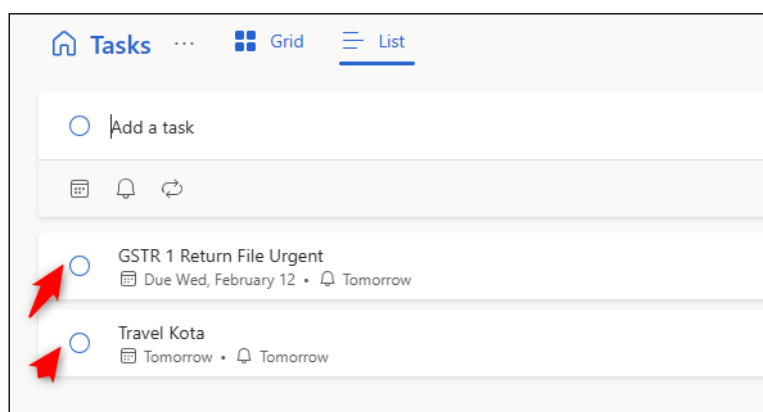 Tasks ... Grid List
Add a task
GSTR 1 Return File Urgent
Due Wed, February 12 • Tomorrow
Travel Kota
Tomorrow • Tomorrow